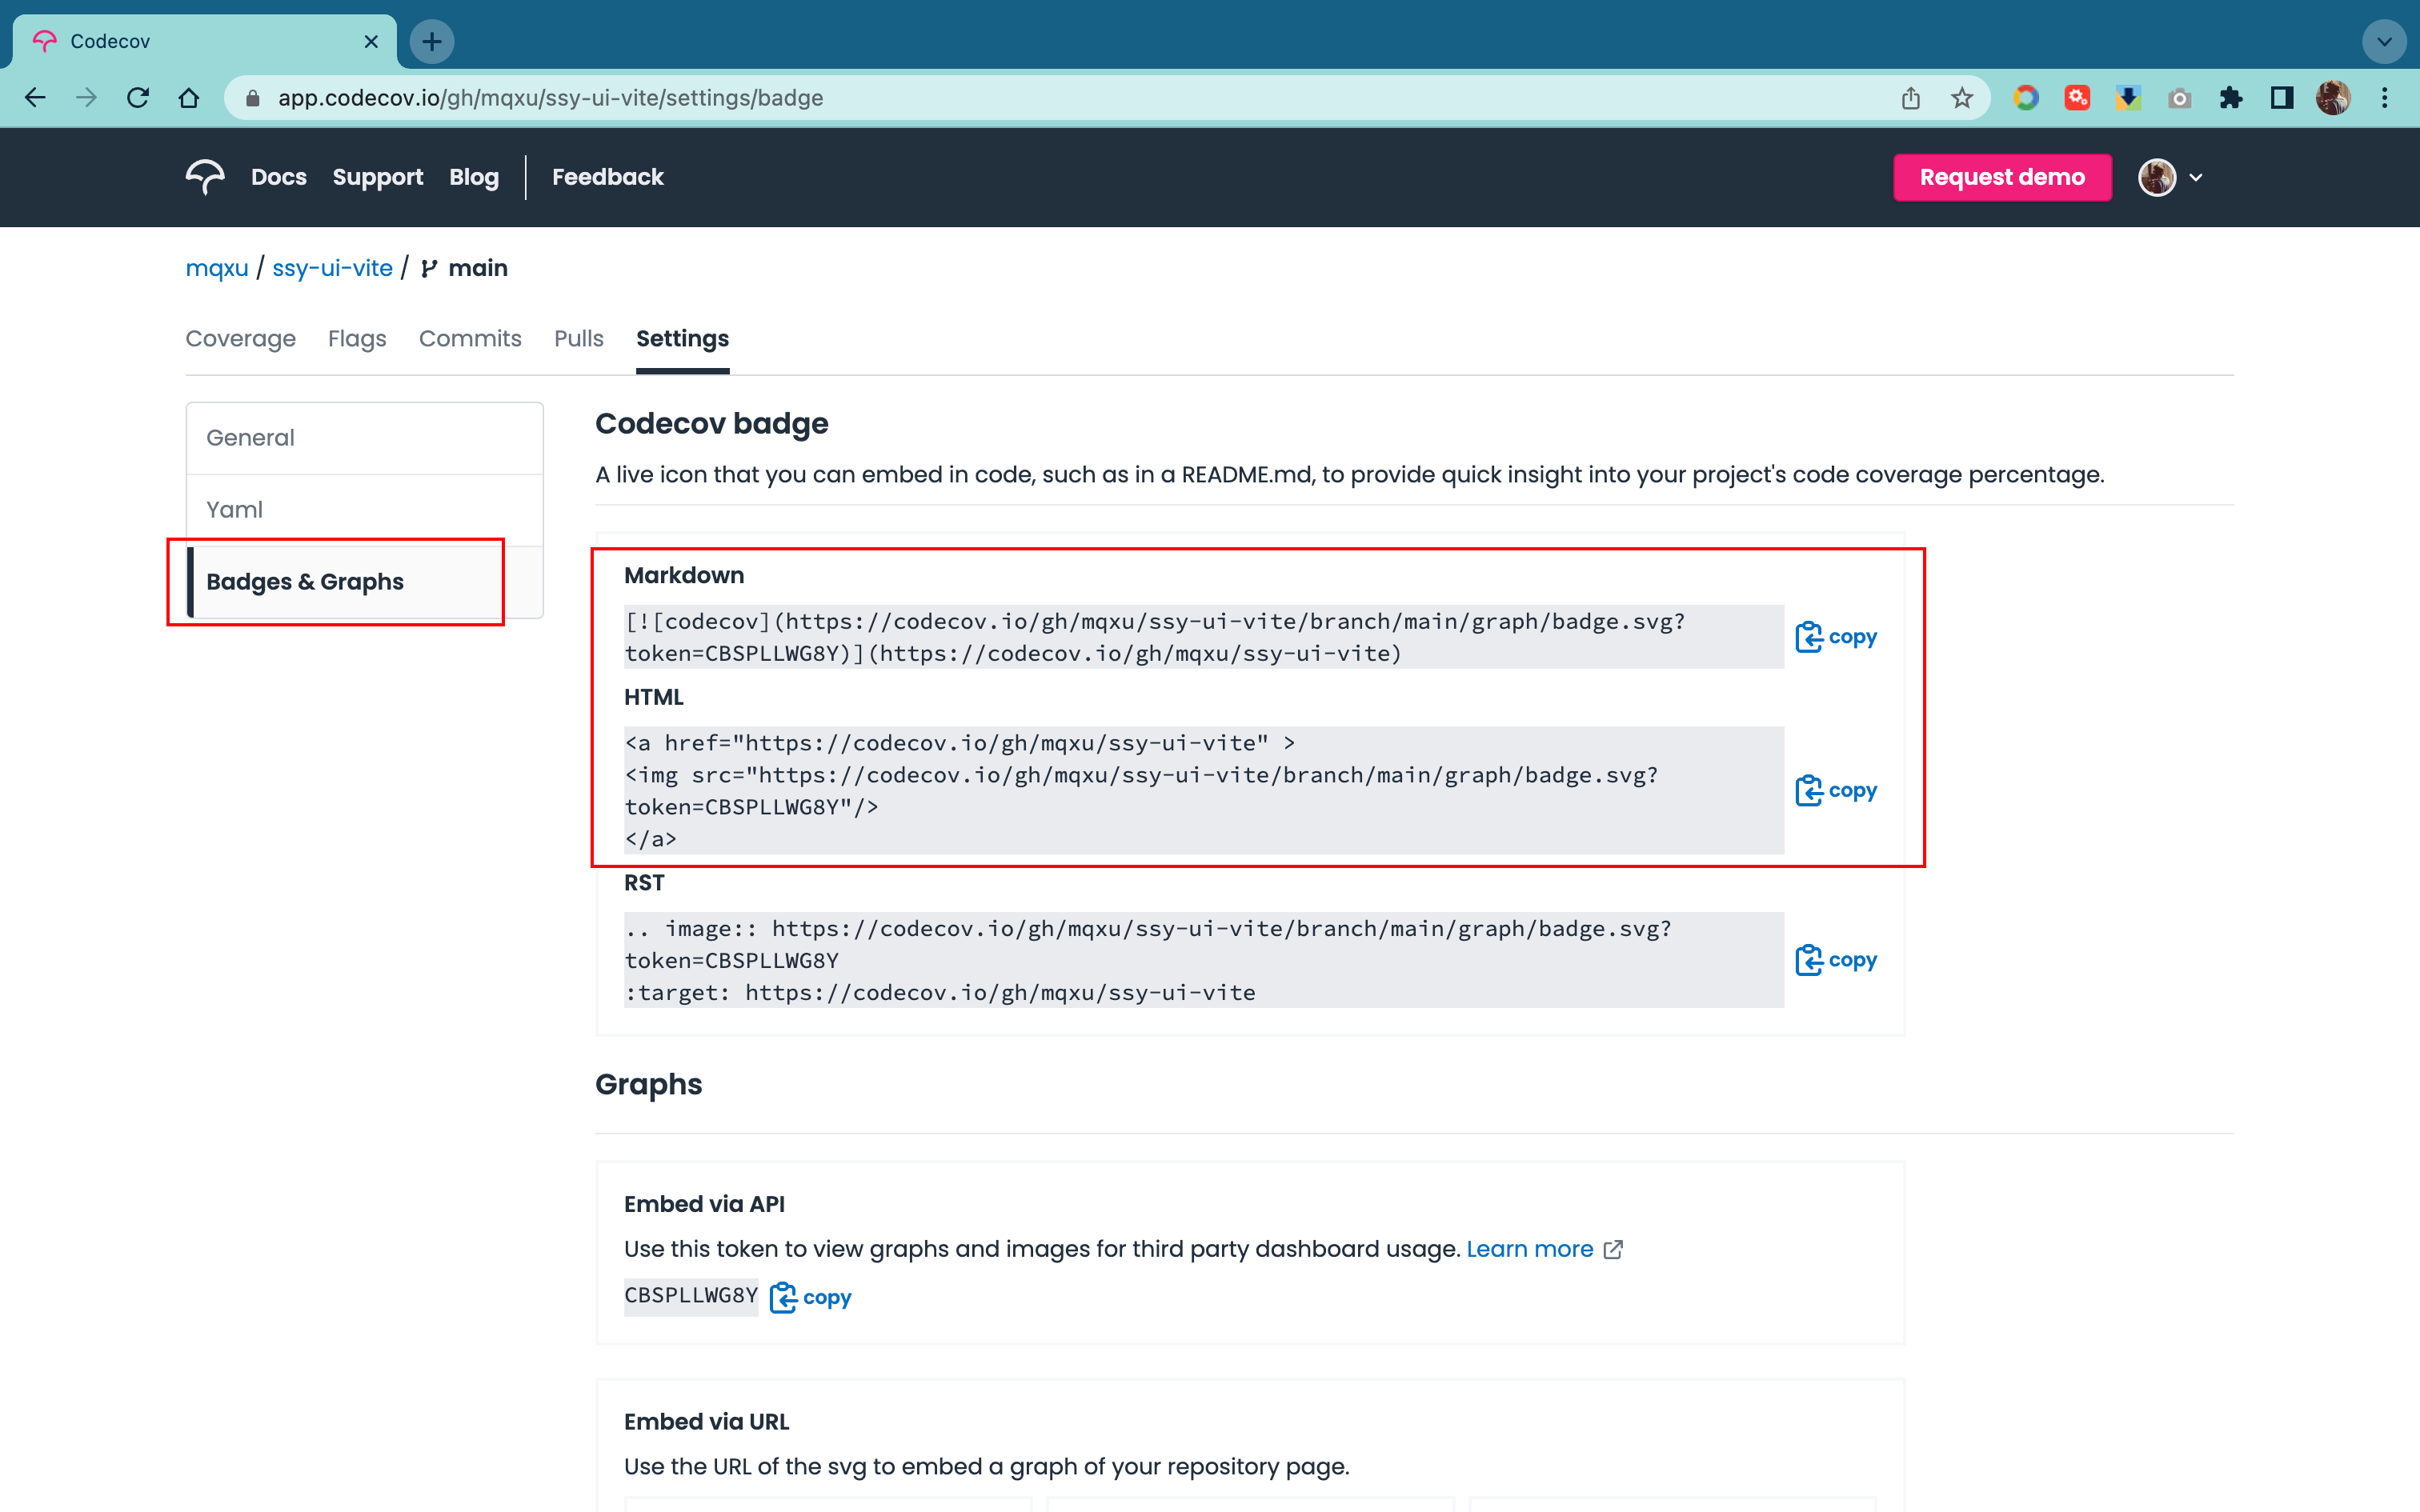 Codecov
app.codecov.io/gh/mqxu/ssy-ui-vite/settings/badge
Docs Support Blog Feedback Request demo
mqxu / ssy-ui-vite / main
Coverage Flags Commits Pulls Settings
General
Yaml
Badges & Graphs
Codecov badge
A live icon that you can embed in code, such as in a README.md, to provide quick insight into your project's code coverage percentage.
Markdown
[![codecov](https://codecov.io/gh/mqxu/ssy-ui-vite/branch/main/graph/badge.svg?
token=CBSPLLWG8Y)](https://codecov.io/gh/mqxu/ssy-ui-vite)
copy
HTML
<a href="https://codecov.io/gh/mqxu/ssy-ui-vite" >
<img src="https://codecov.io/gh/mqxu/ssy-ui-vite/branch/main/graph/badge.svg?
token=CBSPLLWG8Y"/>
</a>
copy
RST
.. image:: https://codecov.io/gh/mqxu/ssy-ui-vite/branch/main/graph/badge.svg?
token=CBSPLLWG8Y
:target: https://codecov.io/gh/mqxu/ssy-ui-vite
copy
Graphs
Embed via API
Use this token to view graphs and images for third party dashboard usage. Learn more
CBSPLLWG8Y copy
Embed via URL
Use the URL of the svg to embed a graph of your repository page.